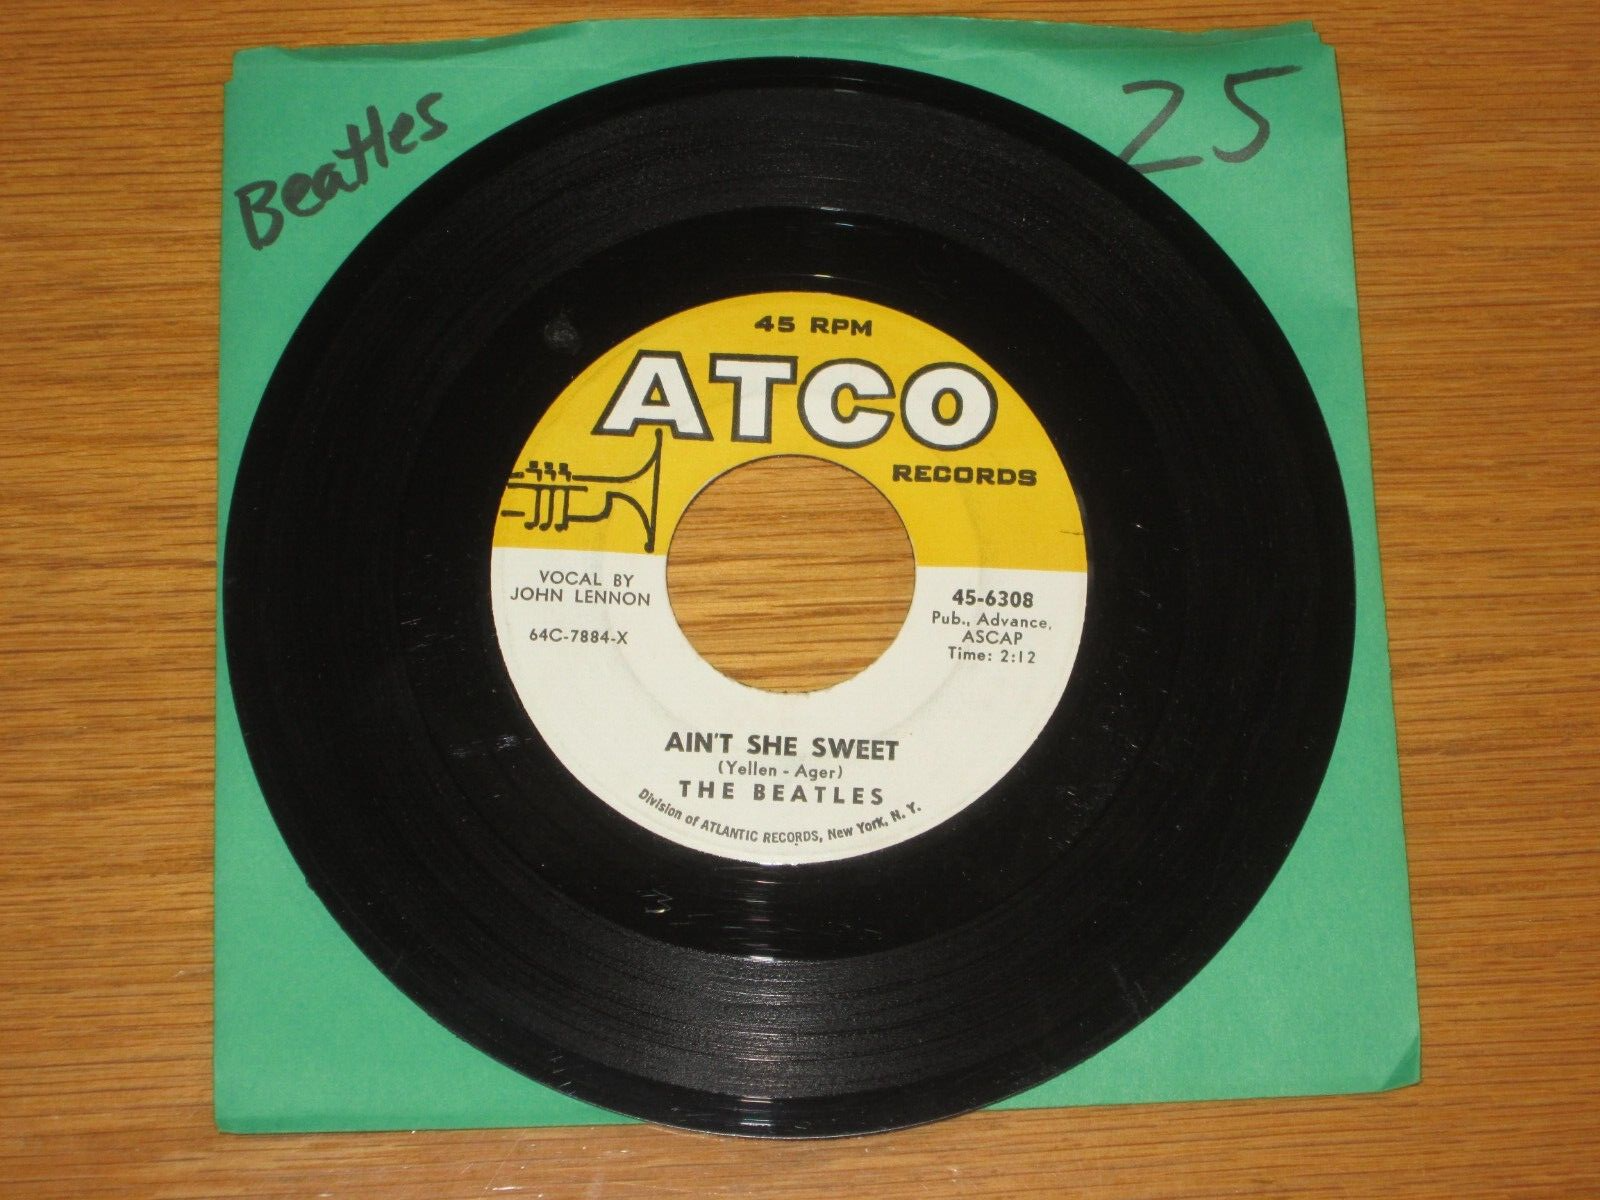 Beatles
25
45 RPM
ATCO
RECORDS
VOCAL BY
JOHN LENNON
64C-7884-X
45-6308
Pub., Advance,
ASCAP
Time: 2:12
AIN'T SHE SWEET
(Yellen - Ager)
THE BEATLES
Division of ATLANTIC RECORDS, New York, N. Y.